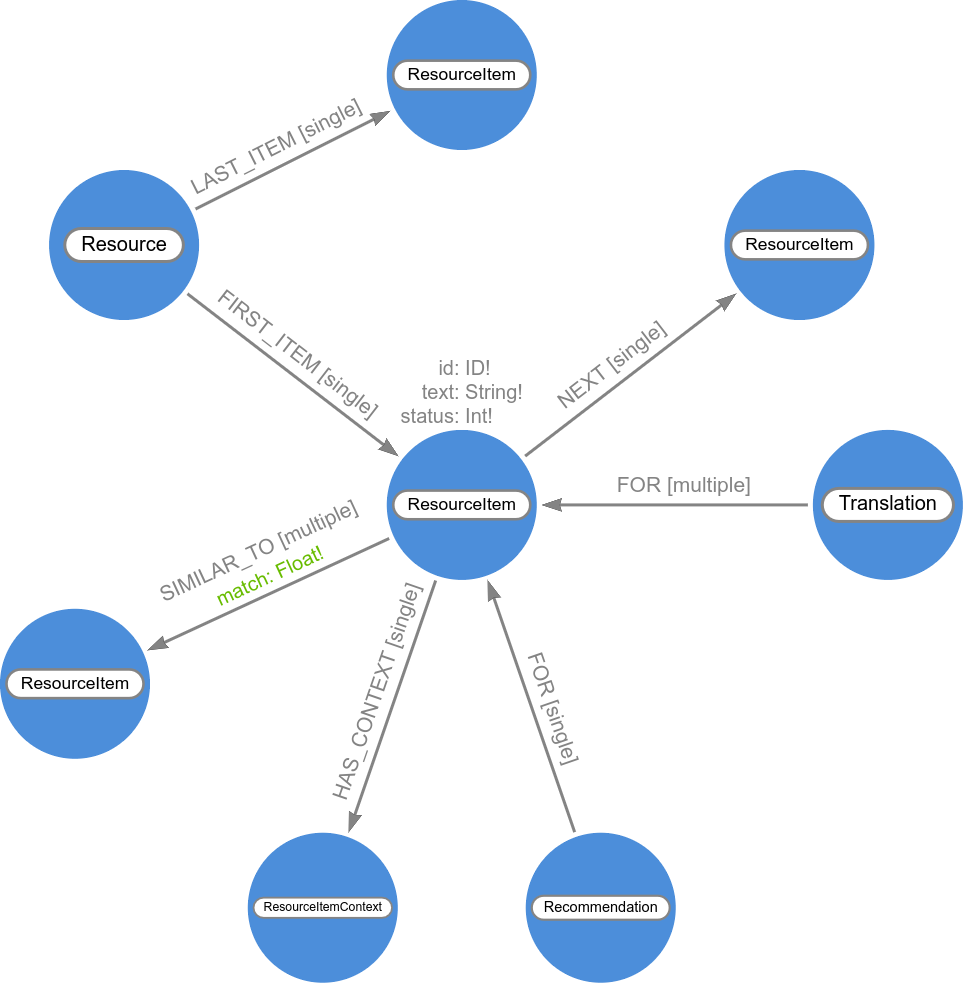 ResourceItem
LAST_ITEM [single]
Resource
ResourceItem
FIRST_ITEM [single]
NEXT [single]
id: ID!
text: String!
status: Int!
ResourceItem
FOR [multiple]
Translation
SIMILAR_TO [multiple]
match: Float!
HAS_CONTEXT [single]
FOR [single]
ResourceItem
ResourceItemContext
Recommendation